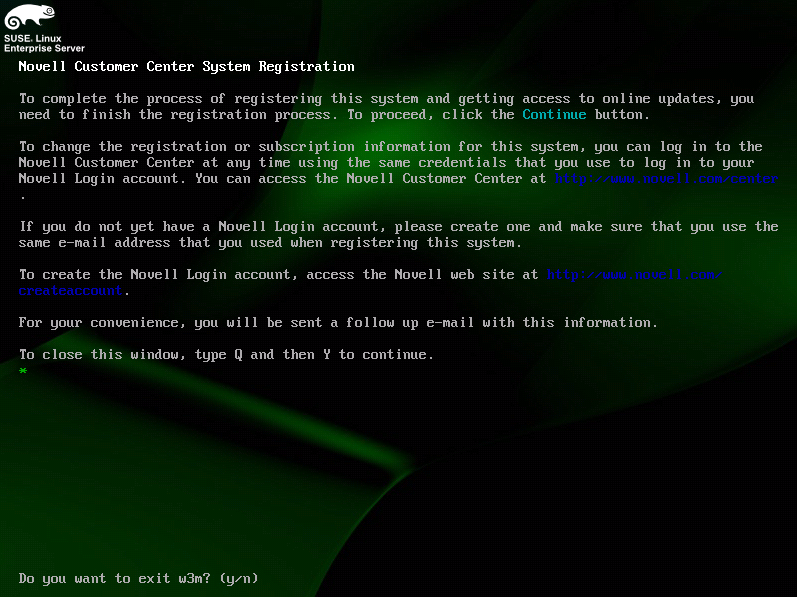 SUSE. Linux
Enterprise Server
Novell Customer Center System Registration
To complete the process of registering this system and getting access to online updates, you
need to finish the registration process. To proceed, click the Continue button.
To change the registration or subscription information for this system, you can log in to the
Novell Customer Center at any time using the same credentials that you use to log in to your
Novell Login account. You can access the Novell Customer Center at http://www.novell.com/center
.
If you do not yet have a Novell Login account, please create one and make sure that you use the
same e-mail address that you used when registering this system.
To create the Novell Login account, access the Novell web site at http://www.novell.com/
createaccount.
For your convenience, you will be sent a follow up e-mail with this information.
To close this window, type Q and then Y to continue.
*
Do you want to exit w3m? (y/n)